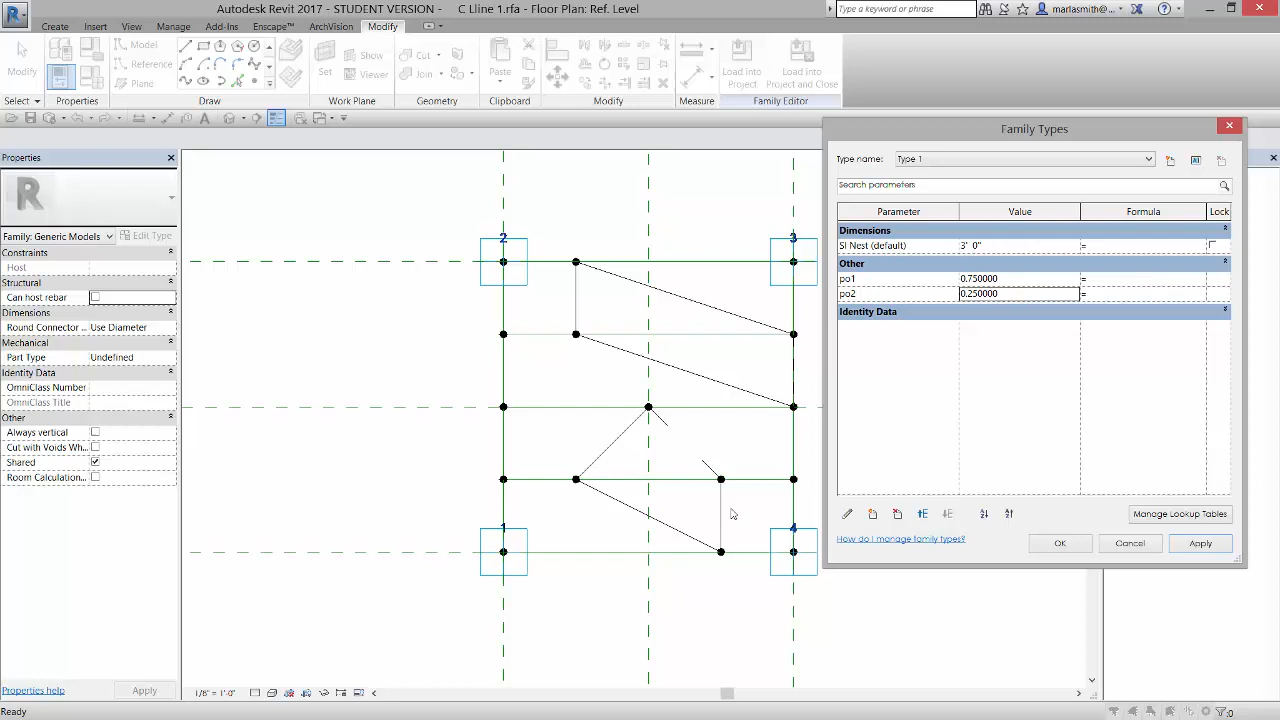 Autodesk Revit 2017 - STUDENT VERSION - C Lline 1.rfa - Floor Plan: Ref. Level
Type a keyword or phrase
marlasmith@...
Create Insert View Manage Add-Ins Enscape™ ArchVision Modify
Modify
Model
Reference
Plane
Set
Show
Viewer
Cut
Join
Paste
Load into
Project
Load into
Project and Close
Select
Properties
Draw
Work Plane
Geometry
Clipboard
Modify
Measure
Family Editor
Properties
R
Family: Generic Models
Edit Type
Constraints
Host
Structural
Can host rebar
Dimensions
Round Connector ... Use Diameter
Mechanical
Part Type Undefined
Identity Data
OmniClass Number
OmniClass Title
Other
Always vertical
Cut with Voids Wh...
Shared
Room Calculation...
Properties help
Apply
2
3
1
4
Family Types
Type name: Type 1
Search parameters
Parameter Value Formula Lock
Dimensions
Sl Nest (default) 3' 0" =
Other
po1 0.750000 =
po2 0.250000 =
Identity Data
Manage Lookup Tables
How do I manage family types?
OK Cancel Apply
1/8" = 1'-0"
Ready
:0